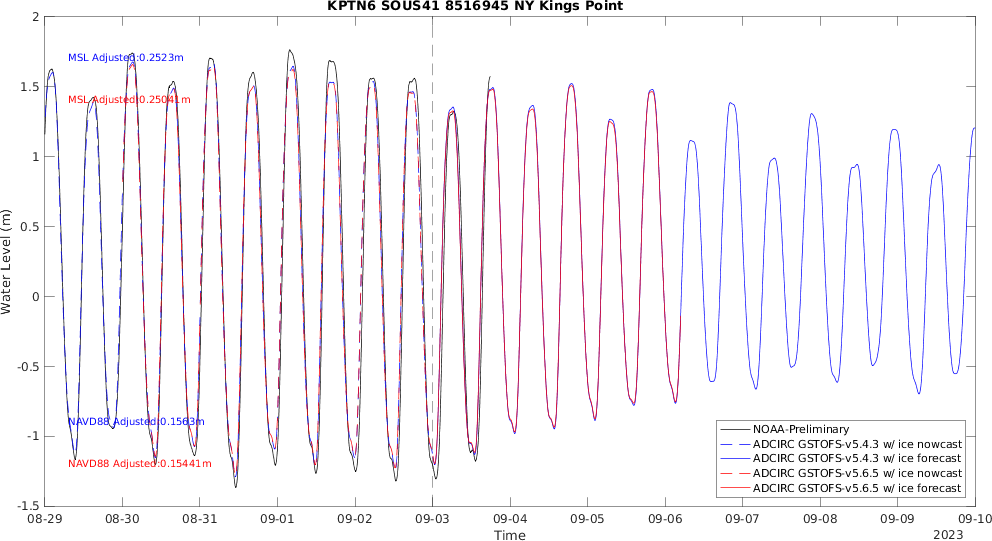 KPTN6 SOUS41 8516945 NY Kings Point
2
1.5
1
0.5
0
-0.5
-1
-1.5
Water Level (m)
MSL Adjusted:0.2523m
MSL Adjusted:0.25041m
NAVD88 Adjusted:0.1563m
NAVD88 Adjusted:0.15441m
NOAA-Preliminary
ADCIRC GSTOFS-v5.4.3 w/ ice nowcast
ADCIRC GSTOFS-v5.4.3 w/ ice forecast
ADCIRC GSTOFS-v5.6.5 w/ ice nowcast
ADCIRC GSTOFS-v5.6.5 w/ ice forecast
08-29 08-30 08-31 09-01 09-02 09-03 09-04 09-05 09-06 09-07 09-08 09-09 09-10
Time
2023